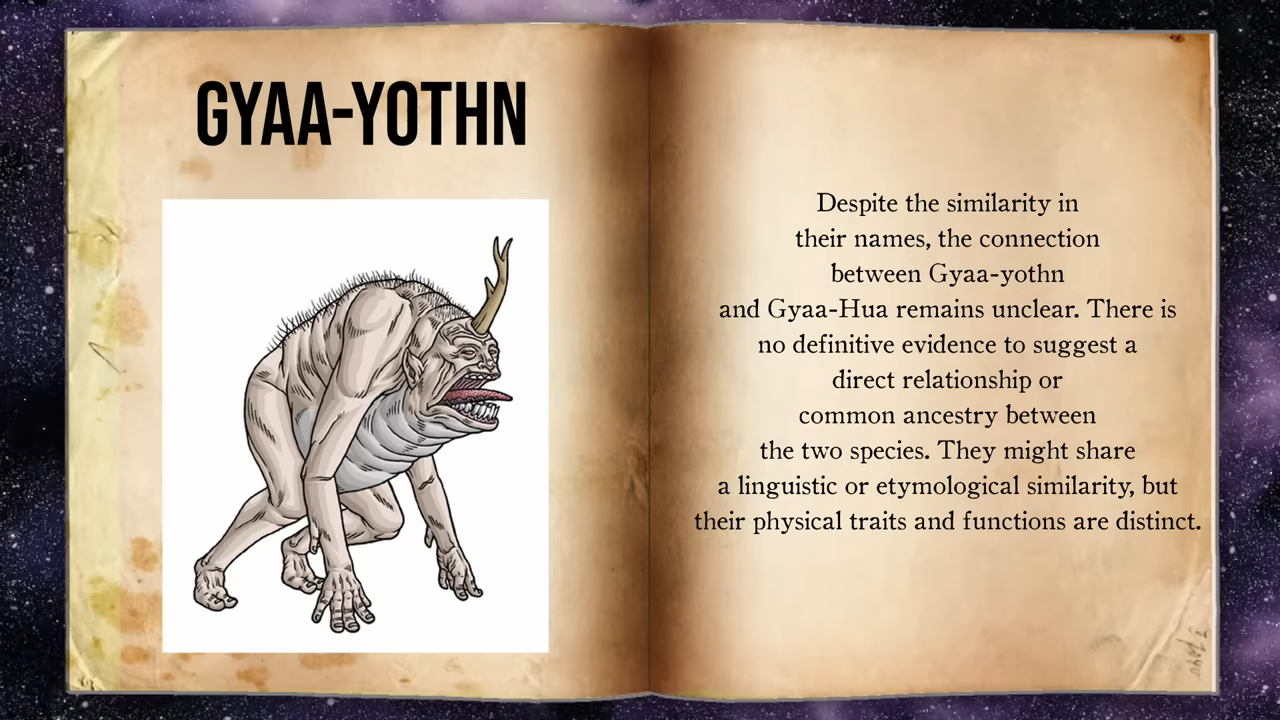 GYAA-YOTHN
Despite the similarity in
their names, the connection
between Gyaa-yothn
and Gyaa-Hua remains unclear. There is
no definitive evidence to suggest a
direct relationship or
common ancestry between
the two species. They might share
a linguistic or etymological similarity, but
their physical traits and functions are distinct.